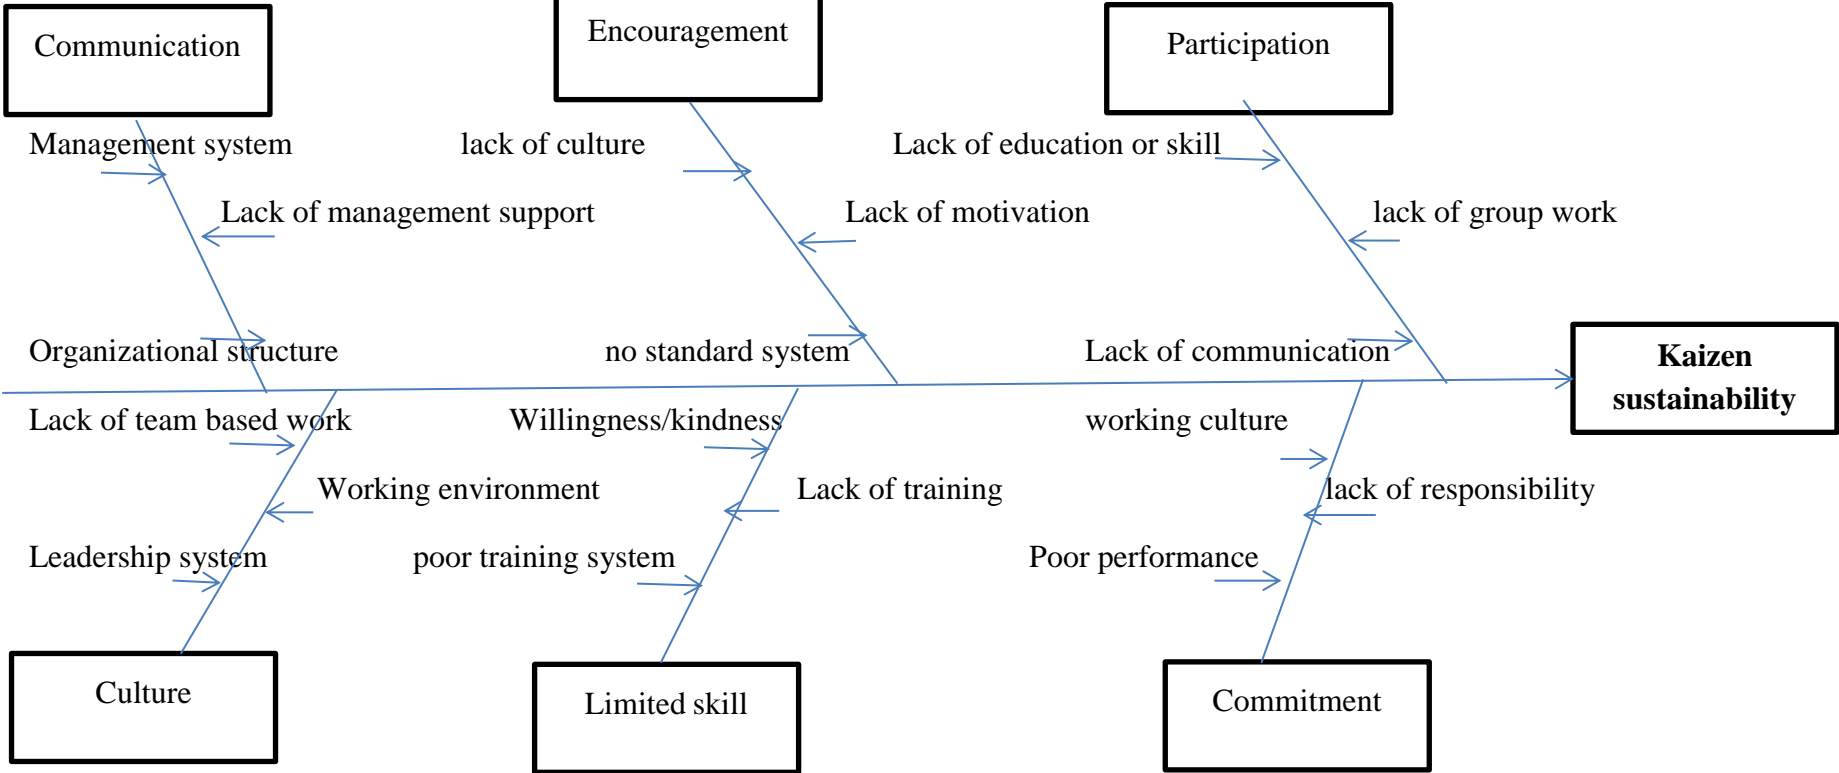 Communication
Encouragement
Participation
Management system
lack of culture
Lack of education or skill
Lack of management support
Lack of motivation
lack of group work
Organizational structure
no standard system
Lack of communication
Kaizen
sustainability
Lack of team based work
Willingness/kindness
working culture
Working environment
Lack of training
lack of responsibility
Leadership system
poor training system
Poor performance
Culture
Limited skill
Commitment